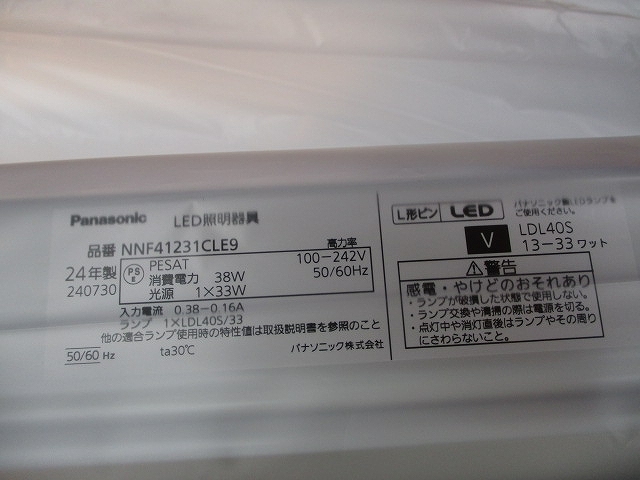 Panasonic LED照明器具
品番 NNF41231CLE9 高力率
24年製
240730
PS
E
PESAT 100−242V
消費電力 38W 50/60Hz
光源 1×33W
入力電流 0.38−0.16A
ランプ 1×LDL40S/33
他の適合ランプ使用時の特性値は取扱説明書を参照のこと
50/60 Hz ta30℃ パナソニック株式会社
L形ピン LED パナソニック製LEDランプを
ご使用ください。
V LDL40S
13−33ワット
⚠警告
感電・やけどのおそれあり
・ランプが破損した状態で使用しない。
・ランプ交換や清掃の際は電源を切る。
・点灯中や消灯直後はランプやその周り
にさわらないこと。